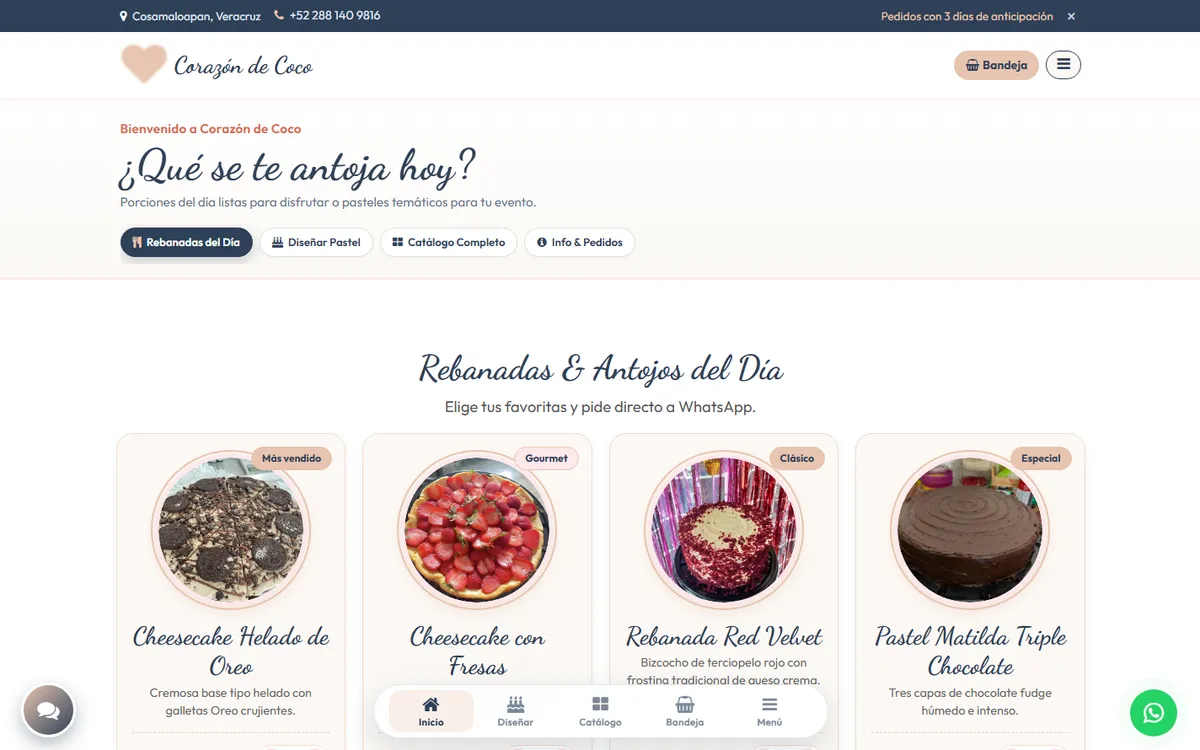 Cosamaloapan, Veracruz
+52 288 140 9816
Pedidos con 3 días de anticipación
×
Corazón de Coco
Bandeja
Bienvenido a Corazón de Coco
¿Qué se te antoja hoy?
Porciones del día listas para disfrutar o pasteles temáticos para tu evento.
Rebanadas del Día
Diseñar Pastel
Catálogo Completo
Info & Pedidos
Rebanadas & Antojos del Día
Elige tus favoritas y pide directo a WhatsApp.
Más vendido
Cheesecake Helado de
Oreo
Cremosa base tipo helado con
galletas Oreo crujientes.
Gourmet
Cheesecake con
Fresas
Clásico
Rebanada Red Velvet
Bizcocho de terciopelo rojo con
frosting tradicional de queso crema.
Especial
Pastel Matilda Triple
Chocolate
Tres capas de chocolate fudge
húmedo e intenso.
Inicio
Diseñar
Catálogo
Bandeja
Menú